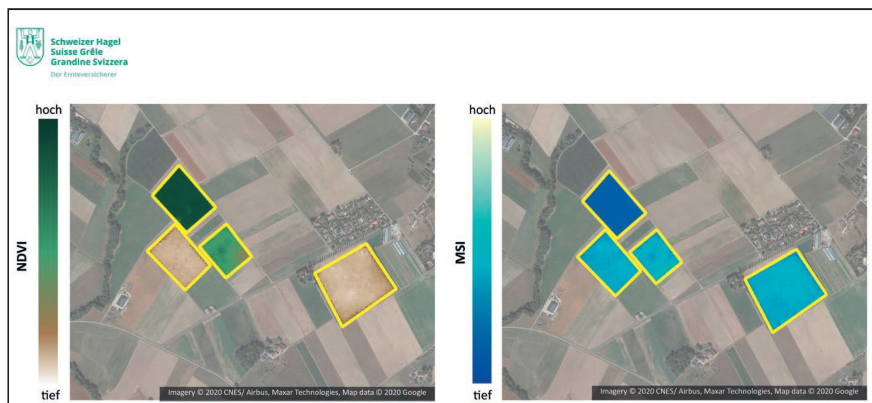 Schweizer Hagel
Suisse Grêle
Grandine Svizzera
Der Ernteversicherer
hoch
NDVI
tief
Imagery © 2020 CNES/ Airbus, Maxar Technologies, Map data © 2020 Google
hoch
MSI
tief
Imagery © 2020 CNES/ Airbus, Maxar Technologies, Map data © 2020 Google